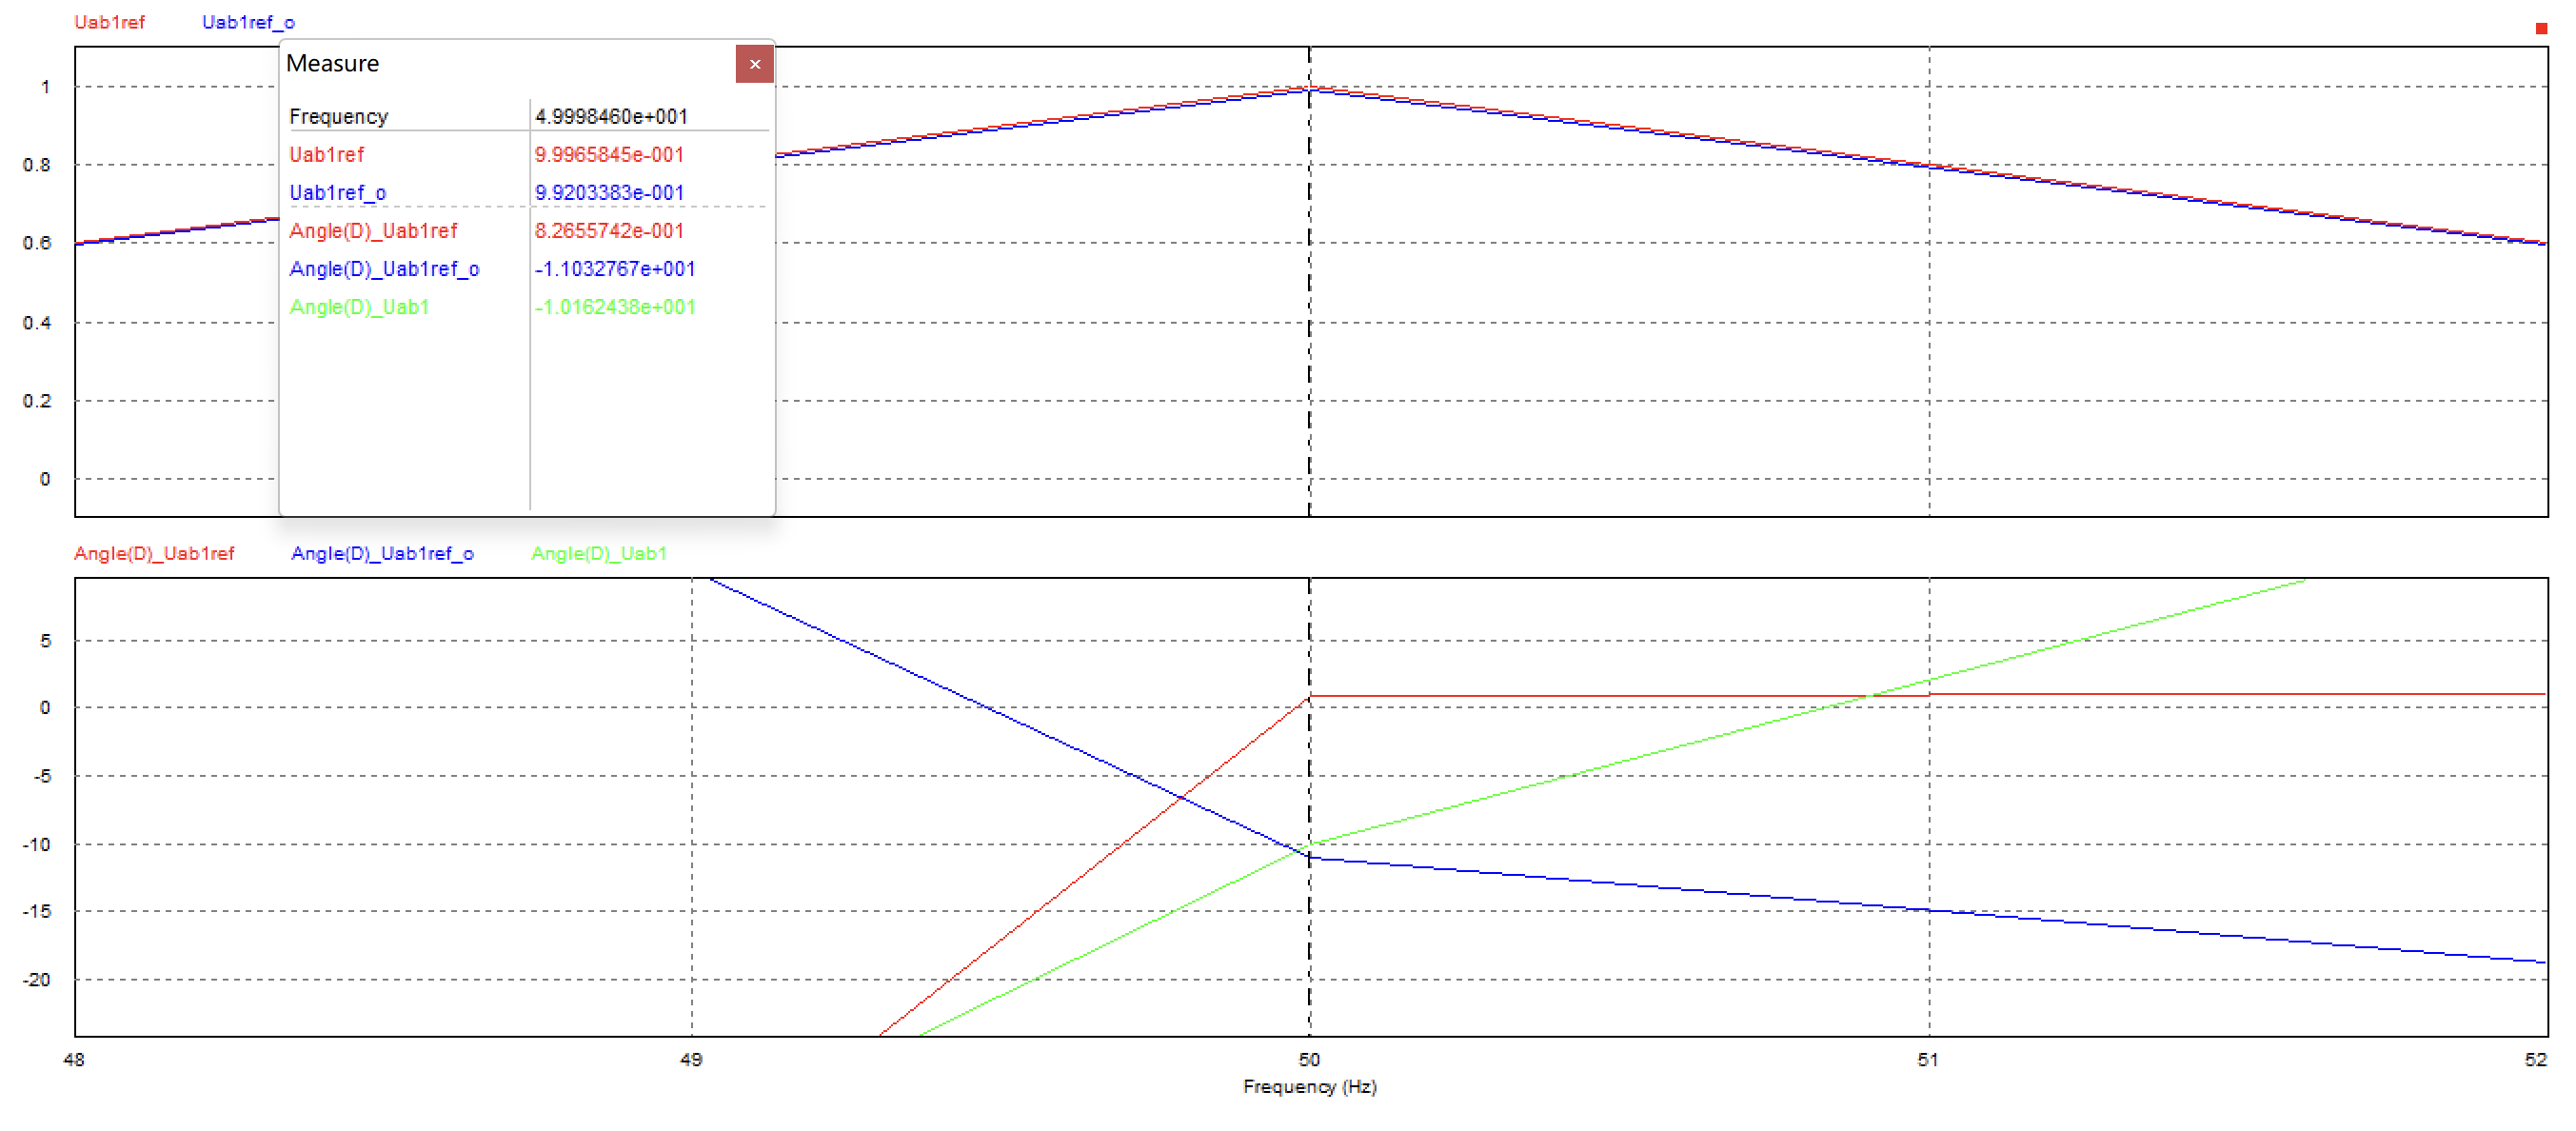 Uab1ref Uab1ref_o
Measure
×
Frequency 4.9998460e+001
Uab1ref 9.9965845e-001
Uab1ref_o 9.9203383e-001
Angle(D)_Uab1ref 8.2655742e-001
Angle(D)_Uab1ref_o -1.1032767e+001
Angle(D)_Uab1 -1.0162438e+001
1
0.8
0.6
0.4
0.2
0
Angle(D)_Uab1ref Angle(D)_Uab1ref_o Angle(D)_Uab1
5
0
-5
-10
-15
-20
48 49 50 51 52
Frequency (Hz)